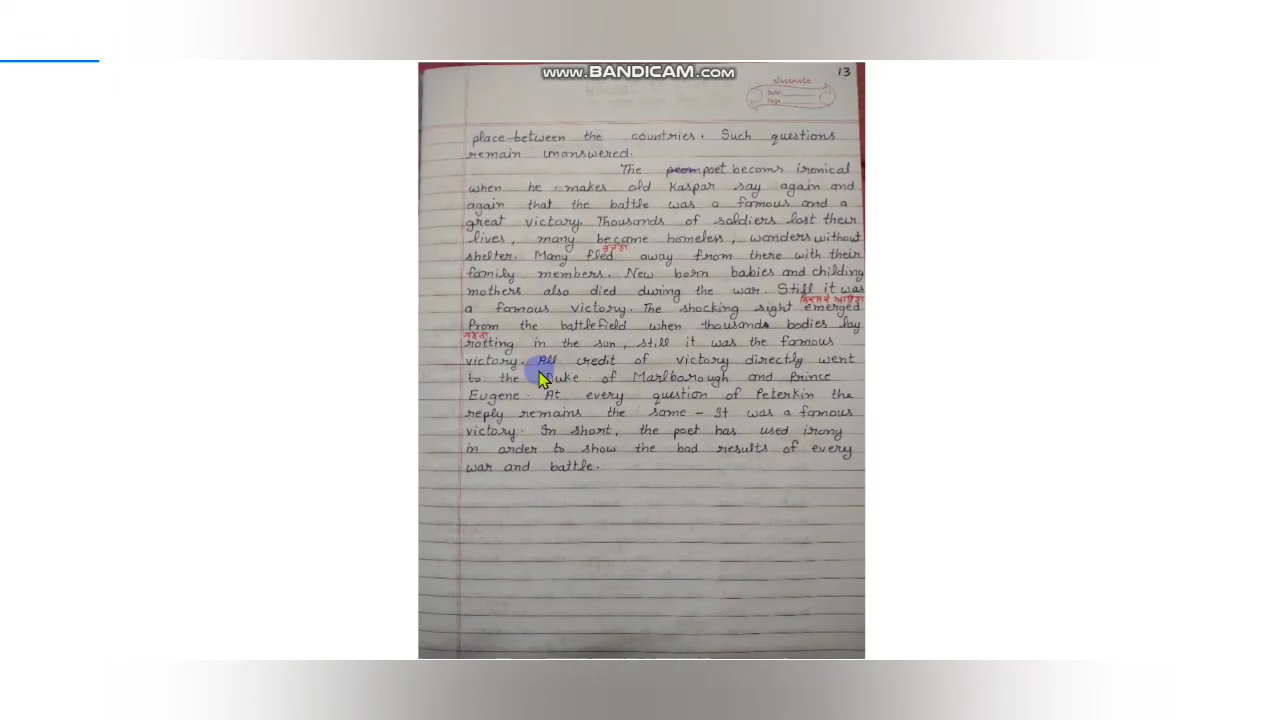 www.BANDICAM.com
13
classmate
Date
Page
place between the countries. Such questions
remain unanswered.
The poet becoms ironical
when he makes old Kaspar say again and
again that the battle was a famous and a
great victory. Thousands of soldiers lost their
lives, many became homeless, wanders without
shelter. Many fled away from there with their
family members. New born babies and childing
mothers also died during the war. Still it was
a famous victory. The shocking sight emerged
from the battlefield when thousands bodies lay
rotting in the sun, still it was the famous
victory. All credit of victory directly went
to the Duke of Marlborough and Prince
Eugene. At every question of Peterkin the
reply remains the same - It was a famous
victory. In short, the poet has used irony
in order to show the bad results of every
war and battle.